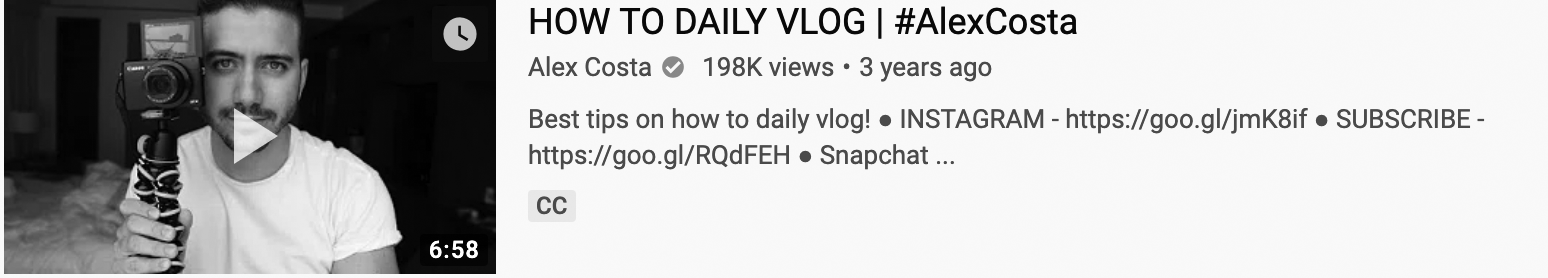 HOW TO DAILY VLOG | #AlexCosta
Alex Costa 198K views • 3 years ago
Best tips on how to daily vlog! ● INSTAGRAM - https://goo.gl/jmK8if ● SUBSCRIBE -
https://goo.gl/RQdFEH ● Snapchat ...
CC
Canon
6:58